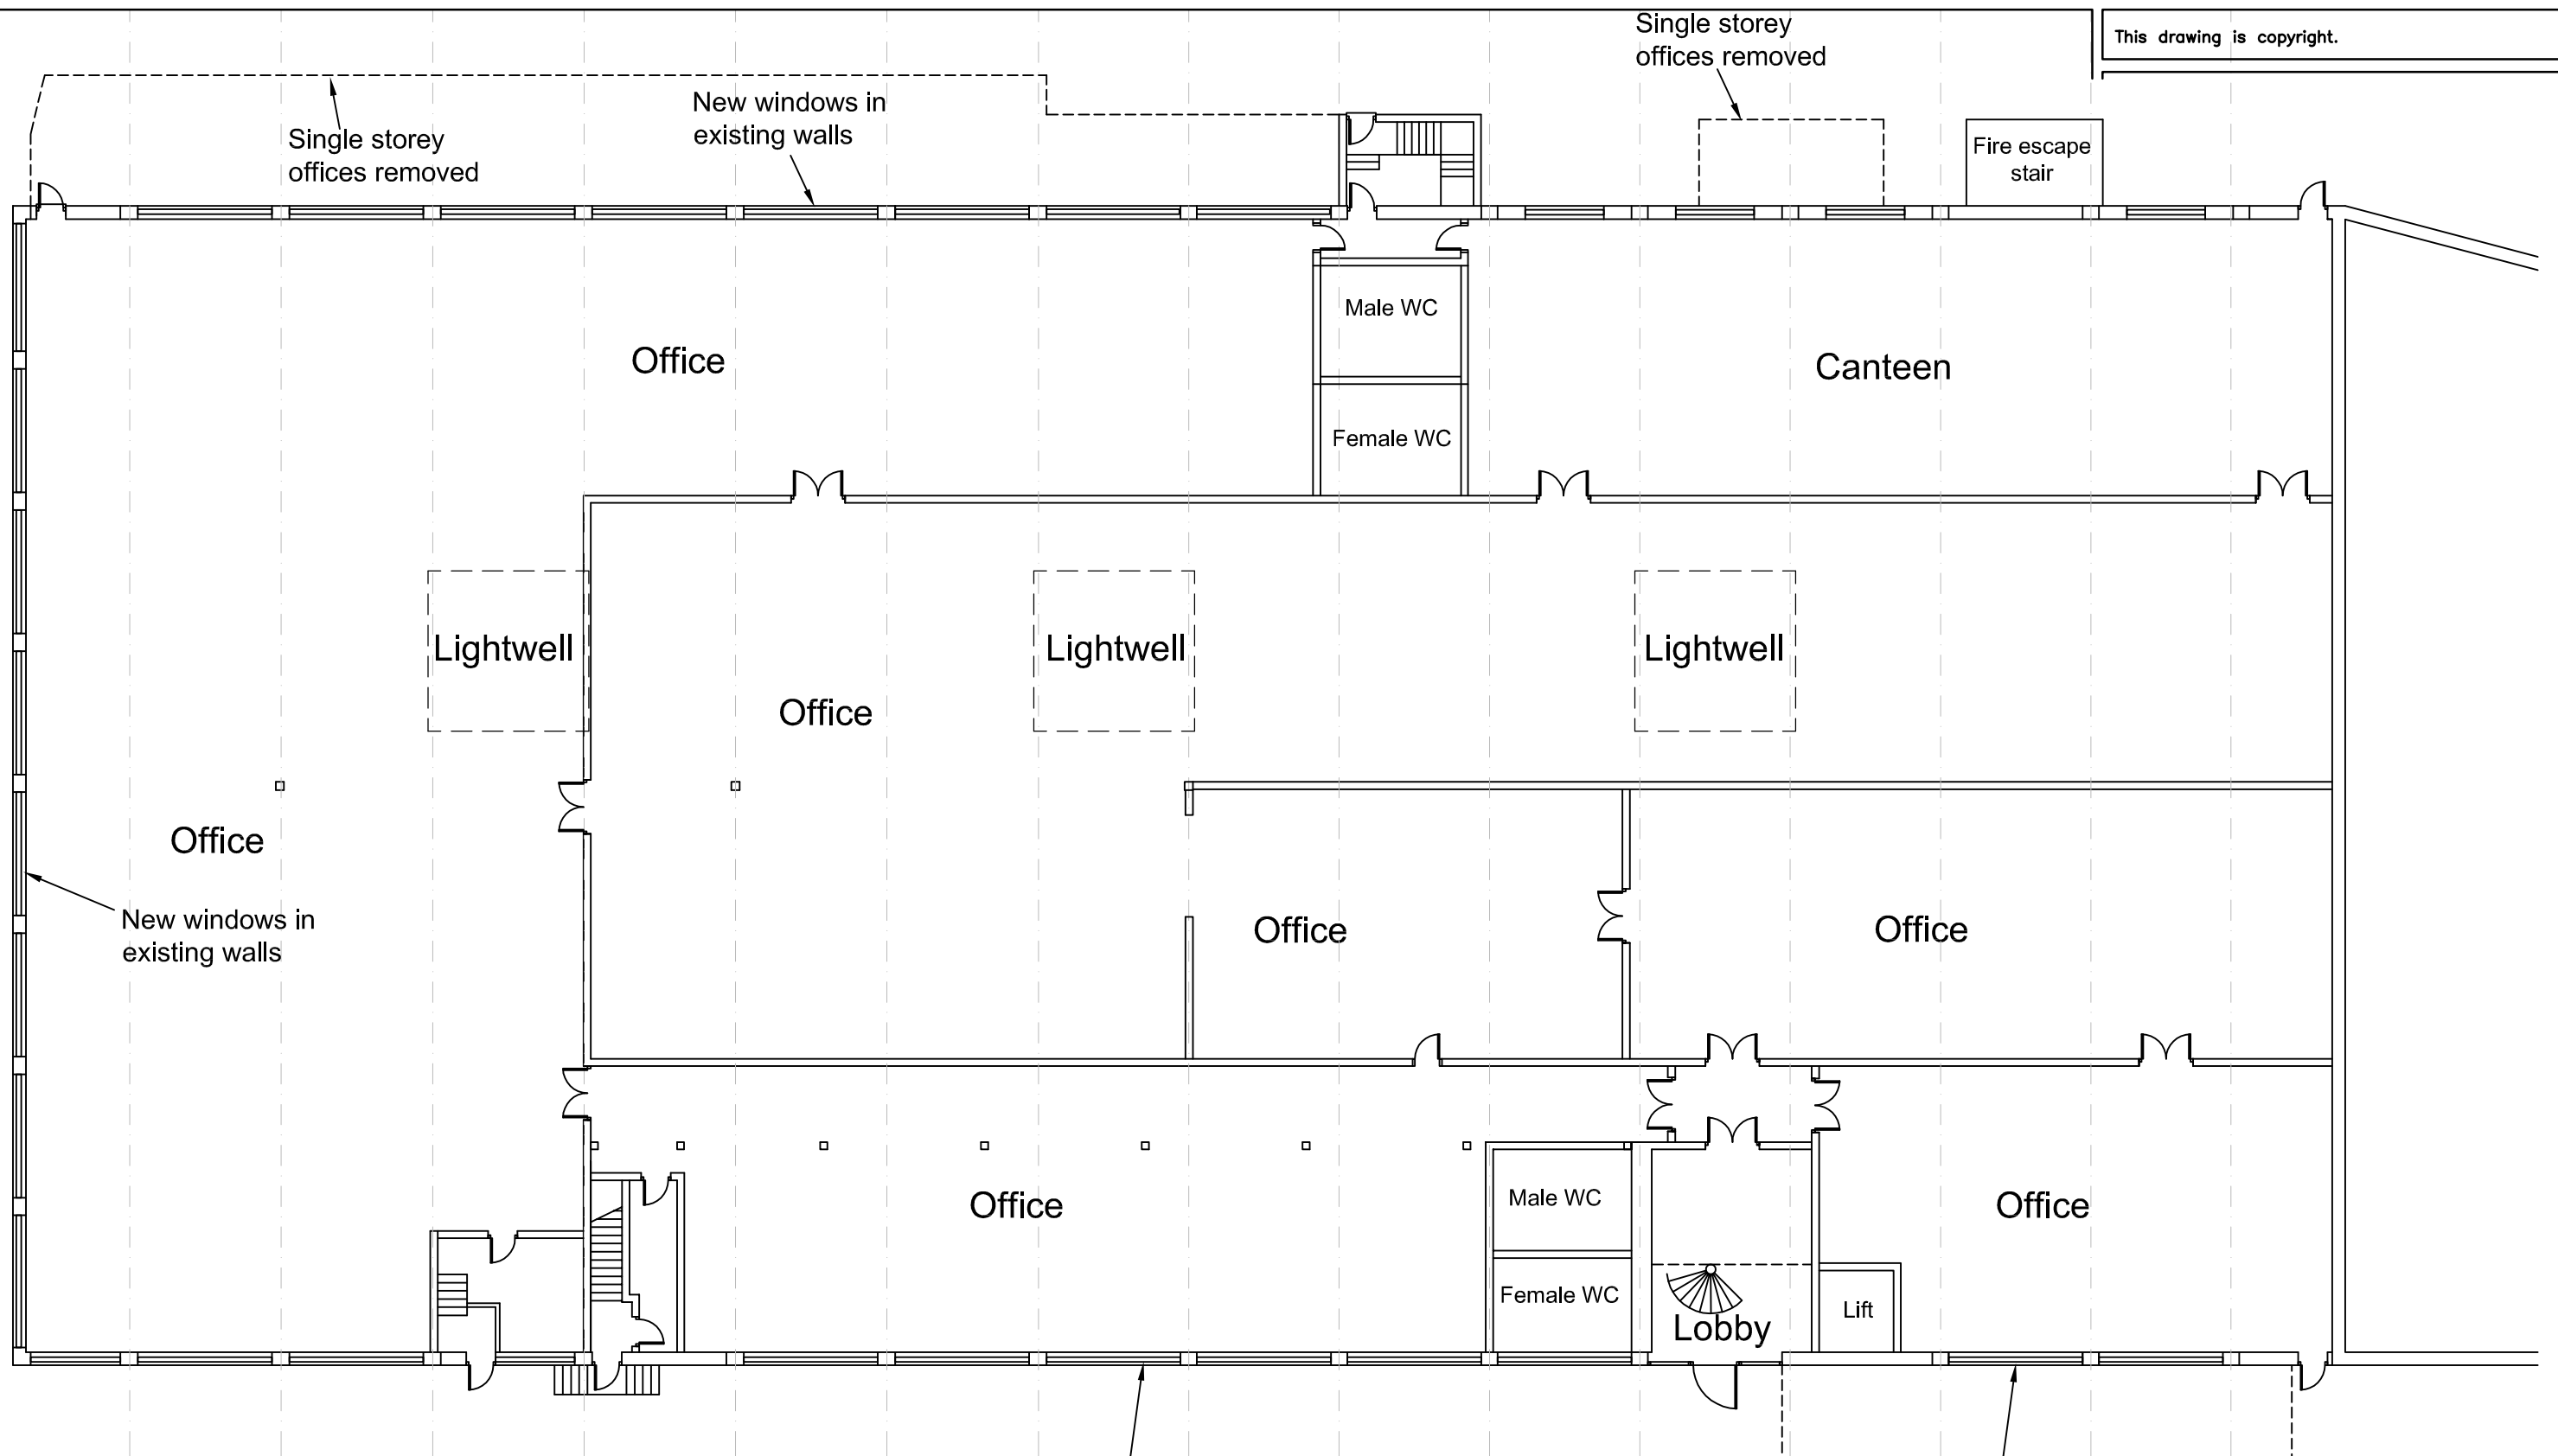 Single storey
offices removed
This drawing is copyright.
New windows in
existing walls
Single storey
offices removed
Fire escape
stair
Male WC
Office
Canteen
Female WC
Lightwell
Lightwell
Lightwell
Office
Office
New windows in
existing walls
Office
Office
Male WC
Office
Office
Female WC
Lift
Lobby